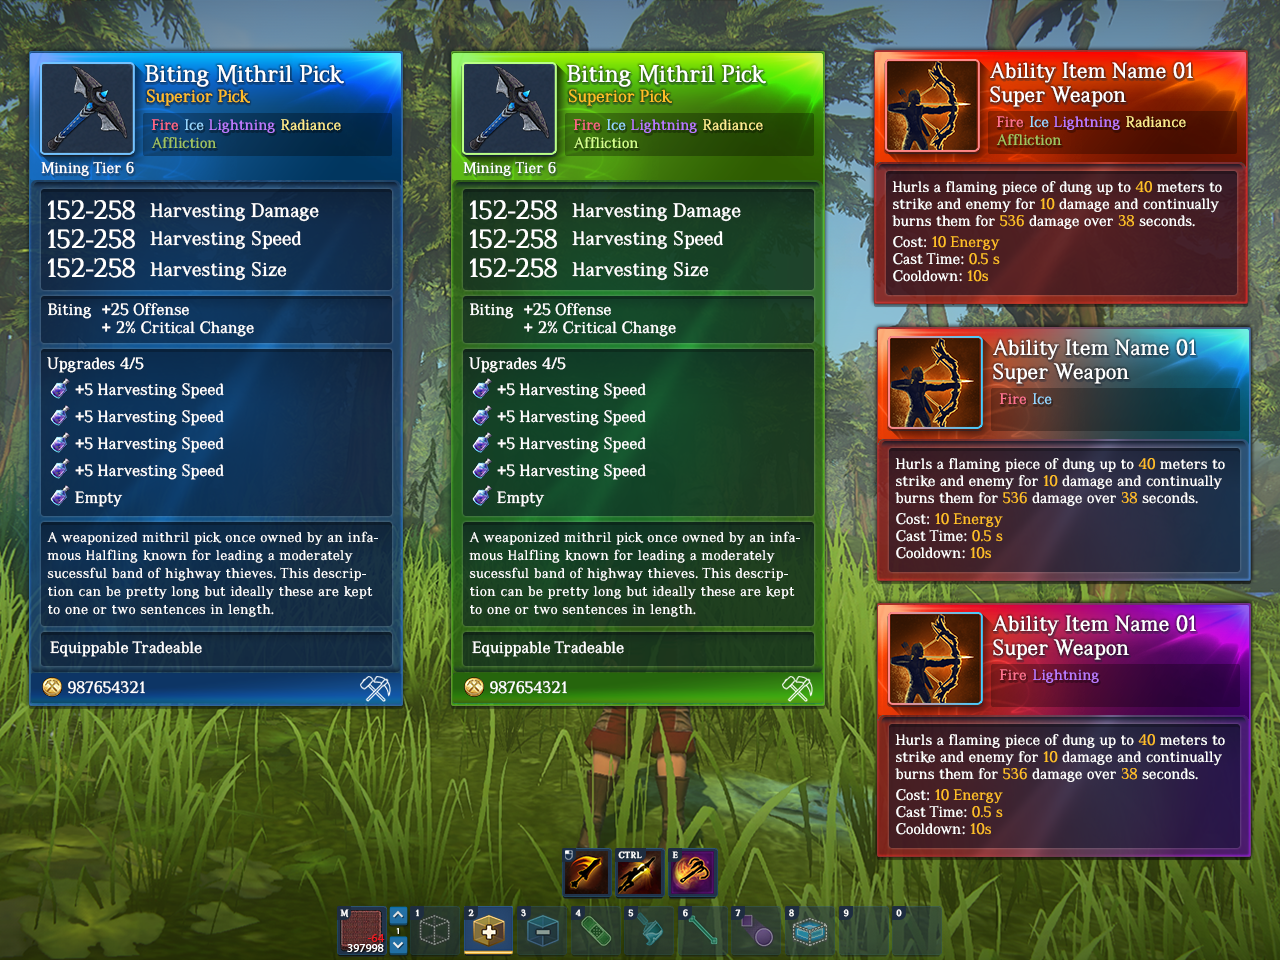 Biting Mithril Pick
Superior Pick
Fire Ice Lightning Radiance
Affliction
Mining Tier 6
152-258 Harvesting Damage
152-258 Harvesting Speed
152-258 Harvesting Size
Biting +25 Offense
+ 2% Critical Change
Upgrades 4/5
+5 Harvesting Speed
+5 Harvesting Speed
+5 Harvesting Speed
+5 Harvesting Speed
Empty
A weaponized mithril pick once owned by an infa-
mous Halfling known for leading a moderately
sucessful band of highway thieves. This descrip-
tion can be pretty long but ideally these are kept
to one or two sentences in length.
Equippable Tradeable
987654321
Biting Mithril Pick
Superior Pick
Fire Ice Lightning Radiance
Affliction
Mining Tier 6
152-258 Harvesting Damage
152-258 Harvesting Speed
152-258 Harvesting Size
Biting +25 Offense
+ 2% Critical Change
Upgrades 4/5
+5 Harvesting Speed
+5 Harvesting Speed
+5 Harvesting Speed
+5 Harvesting Speed
Empty
A weaponized mithril pick once owned by an infa-
mous Halfling known for leading a moderately
sucessful band of highway thieves. This descrip-
tion can be pretty long but ideally these are kept
to one or two sentences in length.
Equippable Tradeable
987654321
Ability Item Name 01
Super Weapon
Fire Ice Lightning Radiance
Affliction
Hurls a flaming piece of dung up to 40 meters to
strike and enemy for 10 damage and continually
burns them for 536 damage over 38 seconds.
Cost: 10 Energy
Cast Time: 0.5 s
Cooldown: 10s
Ability Item Name 01
Super Weapon
Fire Ice
Hurls a flaming piece of dung up to 40 meters to
strike and enemy for 10 damage and continually
burns them for 536 damage over 38 seconds.
Cost: 10 Energy
Cast Time: 0.5 s
Cooldown: 10s
Ability Item Name 01
Super Weapon
Fire Lightning
Hurls a flaming piece of dung up to 40 meters to
strike and enemy for 10 damage and continually
burns them for 536 damage over 38 seconds.
Cost: 10 Energy
Cast Time: 0.5 s
Cooldown: 10s
CTRL E
M 1 2 3 4 5 6 7 8 9 0
1
-64
397998